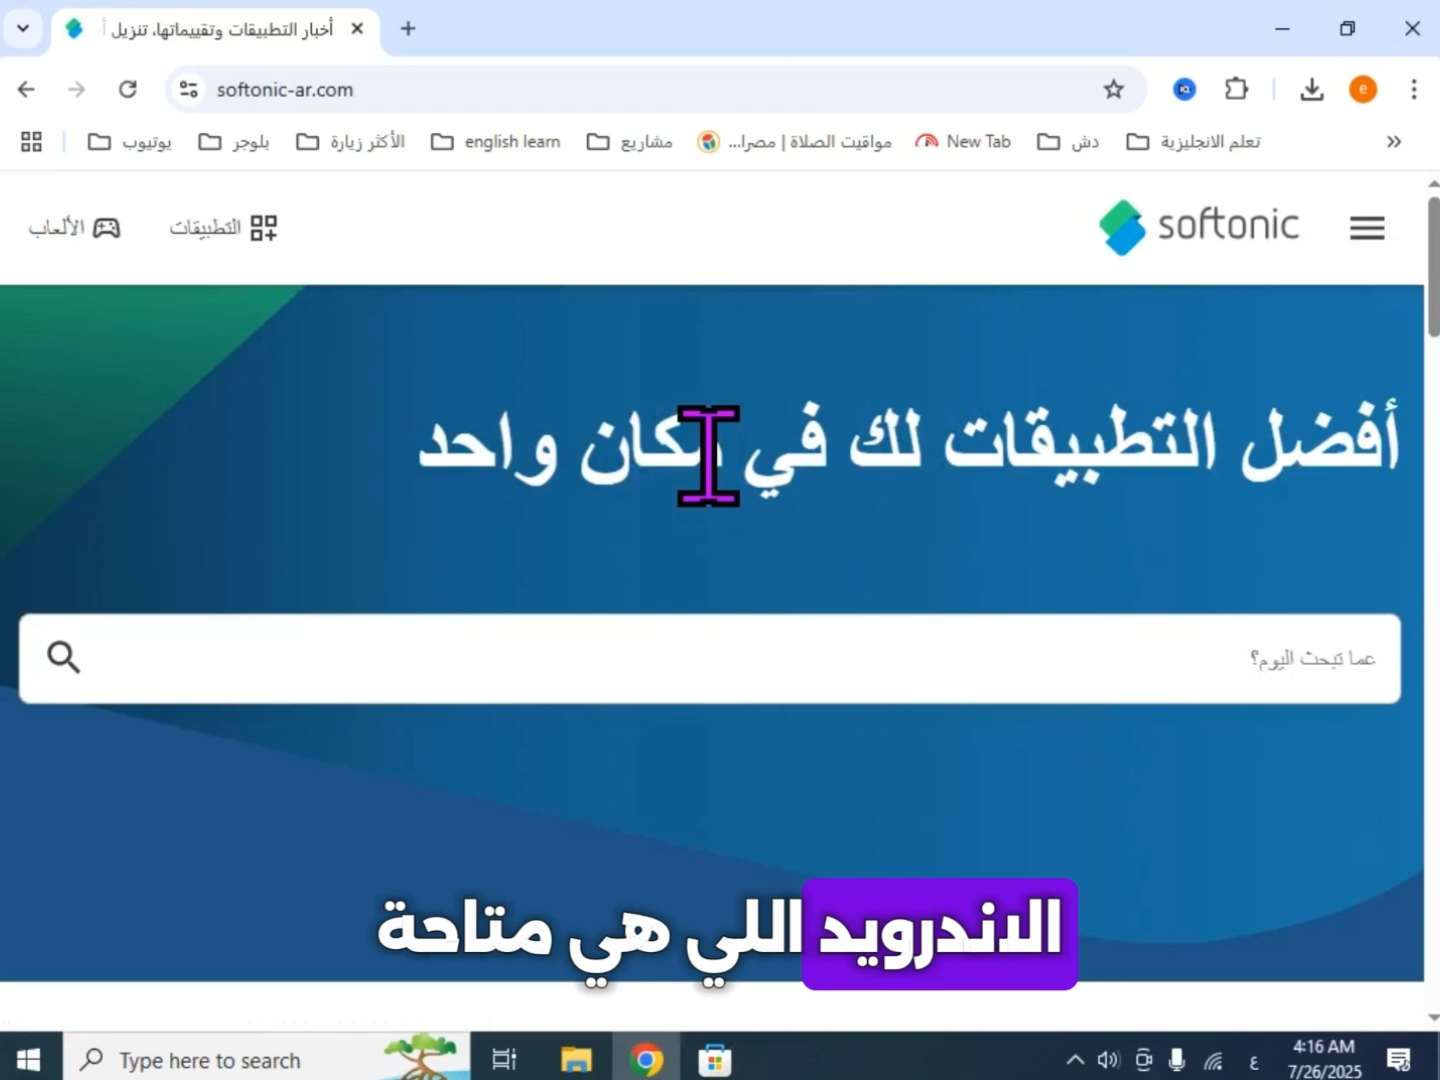 أخبار التطبيقات وتقييماتها، تنزيل
softonic-ar.com
يوتيوب
بلوجر
الأكثر زيارة
english learn
مشاريع
مواقيت الصلاة | مصرا...
New Tab
دش
تعلم الانجليزية
softonic
التطبيقات
الألعاب
أفضل التطبيقات لك في مكان واحد
عما تبحث اليوم؟
الاندرويد اللي هي متاحة
Type here to search
ع
4:16 AM
7/26/2025